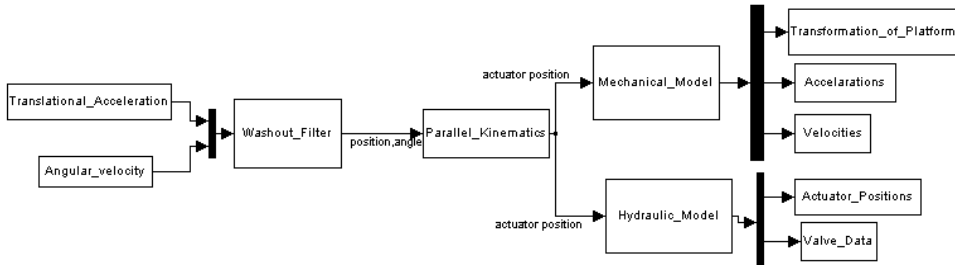 Translational_Acceleration
Angular_velocity
Washout_Filter
position,angle
Parallel_Kinematics
actuator position
Mechanical_Model
Transformation_of_Platform
Accelarations
Velocities
actuator position
Hydraulic_Model
Actuator_Positions
Valve_Data